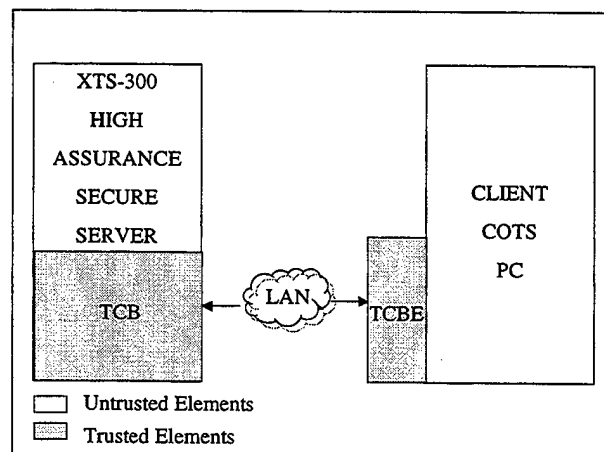 XTS-300
HIGH
ASSURANCE
SECURE
SERVER
TCB
LAN
TCBE
CLIENT
COTS
PC
Untrusted Elements
Trusted Elements